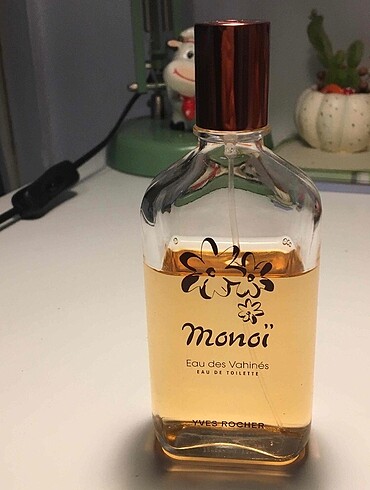 Monoï
Eau des Vahinés
EAU DE TOILETTE
YVES ROCHER